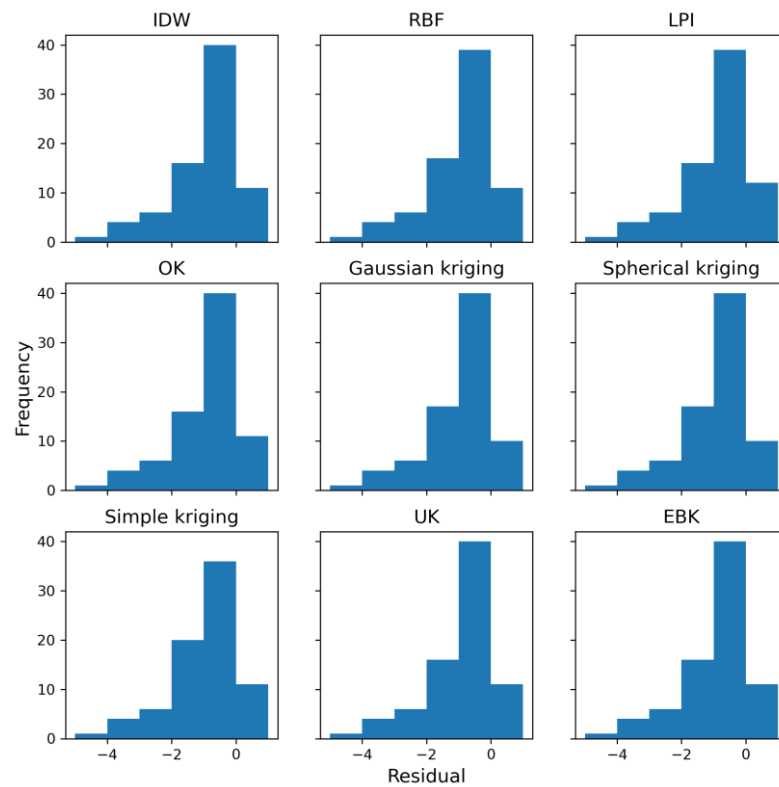 IDW RBF LPI
40
30
20
10
0
OK Gaussian kriging Spherical kriging
40
30
20
10
0
Frequency
Simple kriging UK EBK
40
30
20
10
0
−4 −2 0 −4 −2 0 −4 −2 0
Residual